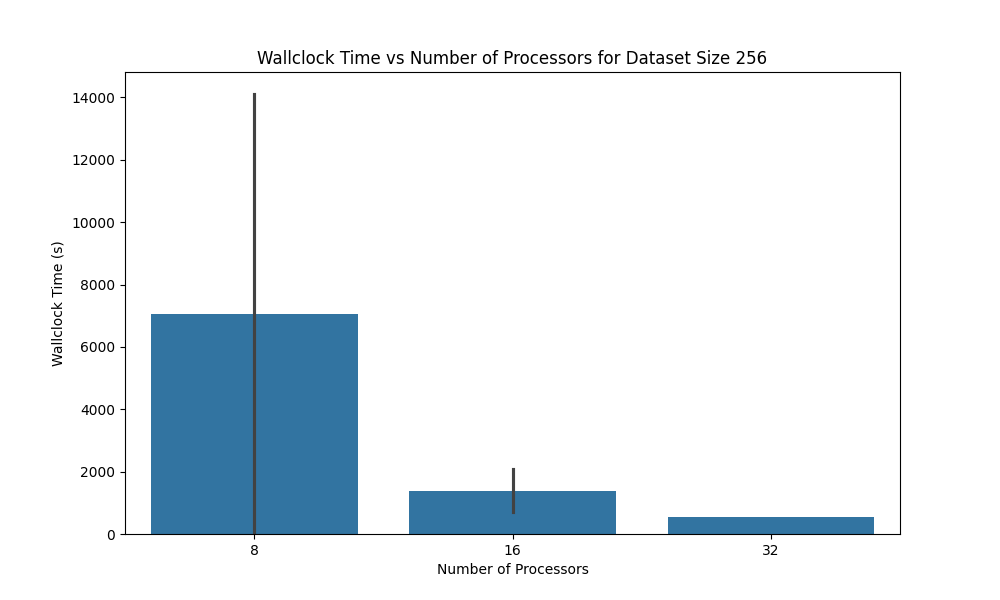 Wallclock Time vs Number of Processors for Dataset Size 256
14000
12000
10000
8000
6000
4000
2000
0
Wallclock Time (s)
8 16 32
Number of Processors